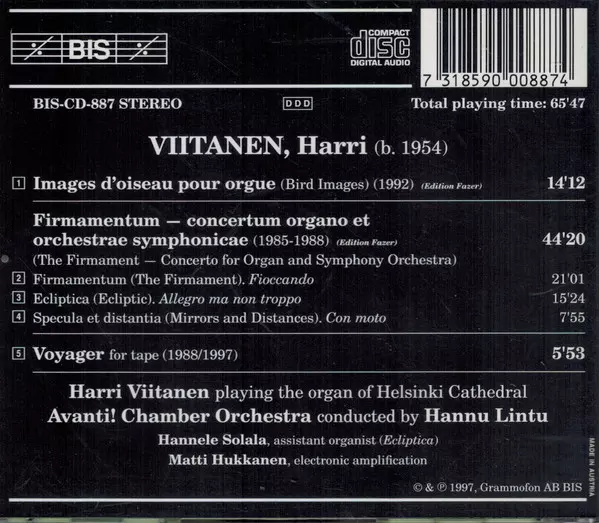 BIS
COMPACT
disc
DIGITAL AUDIO
7 318590 008874
BIS-CD-887 STEREO
DDD
Total playing time: 65'47
VIITANEN, Harri (b. 1954)
1 Images d'oiseau pour orgue (Bird Images) (1992) (Edition Fazer) 14'12
Firmamentum — concertum organo et
orchestrae symphonicae (1985-1988) (Edition Fazer) 44'20
(The Firmament — Concerto for Organ and Symphony Orchestra)
2 Firmamentum (The Firmament). Fioccando 21'01
3 Ecliptica (Ecliptic). Allegro ma non troppo 15'24
4 Specula et distantia (Mirrors and Distances). Con moto 7'55
5 Voyager for tape (1988/1997) 5'53
Harri Viitanen playing the organ of Helsinki Cathedral
Avanti! Chamber Orchestra conducted by Hannu Lintu
Hannele Solala, assistant organist (Ecliptica)
Matti Hukkanen, electronic amplification
© & ℗ 1997, Grammofon AB BIS
MADE IN AUSTRIA